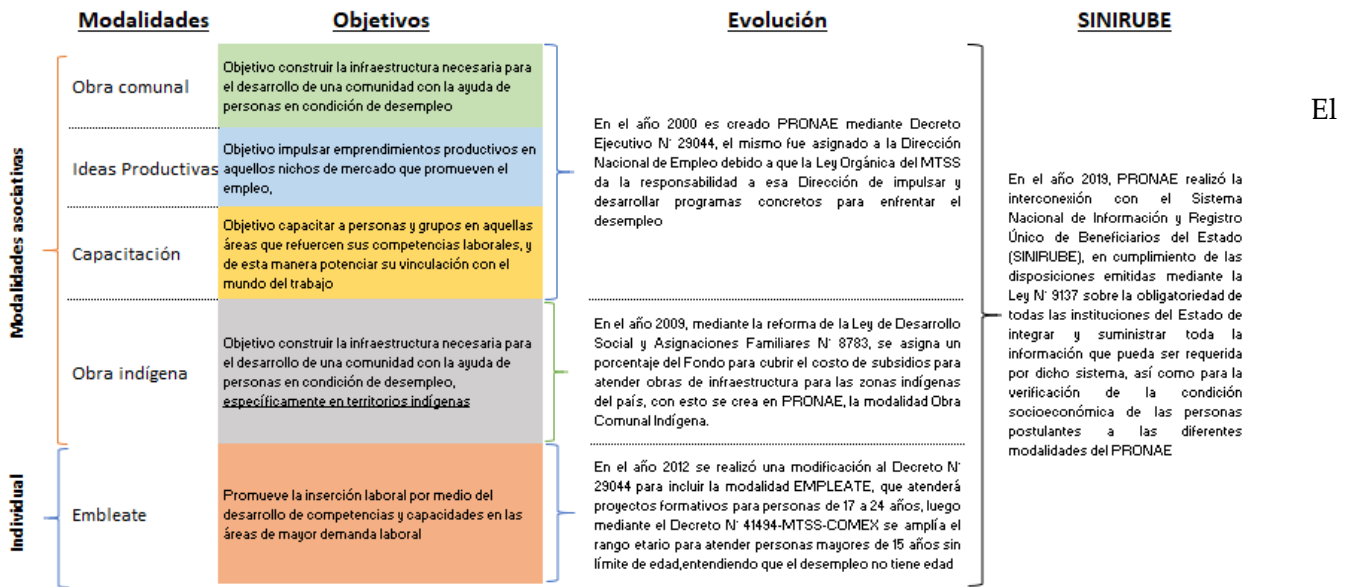 Modalidades
Objetivos
Evolución
SINIRUBE
Modalidades asociativas
Obra comunal
Objetivo construir la infraestructura necesaria para
el desarrollo de una comunidad con la ayuda de
personas en condición de desempleo
Ideas Productivas
Objetivo impulsar emprendimientos productivos en
aquellos nichos de mercado que promueven el
empleo,
Capacitación
Objetivo capacitar a personas y grupos en aquellas
áreas que refuercen sus competencias laborales, y
de esta manera potenciar su vinculación con el
mundo del trabajo
En el año 2000 es creado PRONAE mediante Decreto
Ejecutivo N° 29044, el mismo fue asignado a la Dirección
Nacional de Empleo debido a que la Ley Orgánica del MTSS
da la responsabilidad a esa Dirección de impulsar y
desarrollar programas concretos para enfrentar el
desempleo
Obra indígena
Objetivo construir la infraestructura necesaria para
el desarrollo de una comunidad con la ayuda de
personas en condición de desempleo,
específicamente en territorios indígenas
En el año 2009, mediante la reforma de la Ley de Desarrollo
Social y Asignaciones Familiares N° 8783, se asigna un
porcentaje del Fondo para cubrir el costo de subsidios para
atender obras de infraestructura para las zonas indígenas
del país, con esto se crea en PRONAE, la modalidad Obra
Comunal Indígena.
Individual
Embleate
Promueve la inserción laboral por medio del
desarrollo de competencias y capacidades en las
áreas de mayor demanda laboral
En el año 2012 se realizó una modificación al Decreto N°
29044 para incluir la modalidad EMPLEATE, que atenderá
proyectos formativos para personas de 17 a 24 años, luego
mediante el Decreto N° 41494-MTSS-COMEX se amplía el
rango etario para atender personas mayores de 15 años sin
límite de edad,entendiendo que el desempleo no tiene edad
En el año 2019, PRONAE realizó la
interconexión con el Sistema
Nacional de Información y Registro
Único de Beneficiarios del Estado
(SINIRUBE), en cumplimiento de las
disposiciones emitidas mediante la
Ley N° 9137 sobre la obligatoriedad de
todas las instituciones del Estado de
integrar y suministrar toda la
información que pueda ser requerida
por dicho sistema, así como para la
verificación de la condición
socioeconómica de las personas
postulantes a las diferentes
modalidades del PRONAE
El